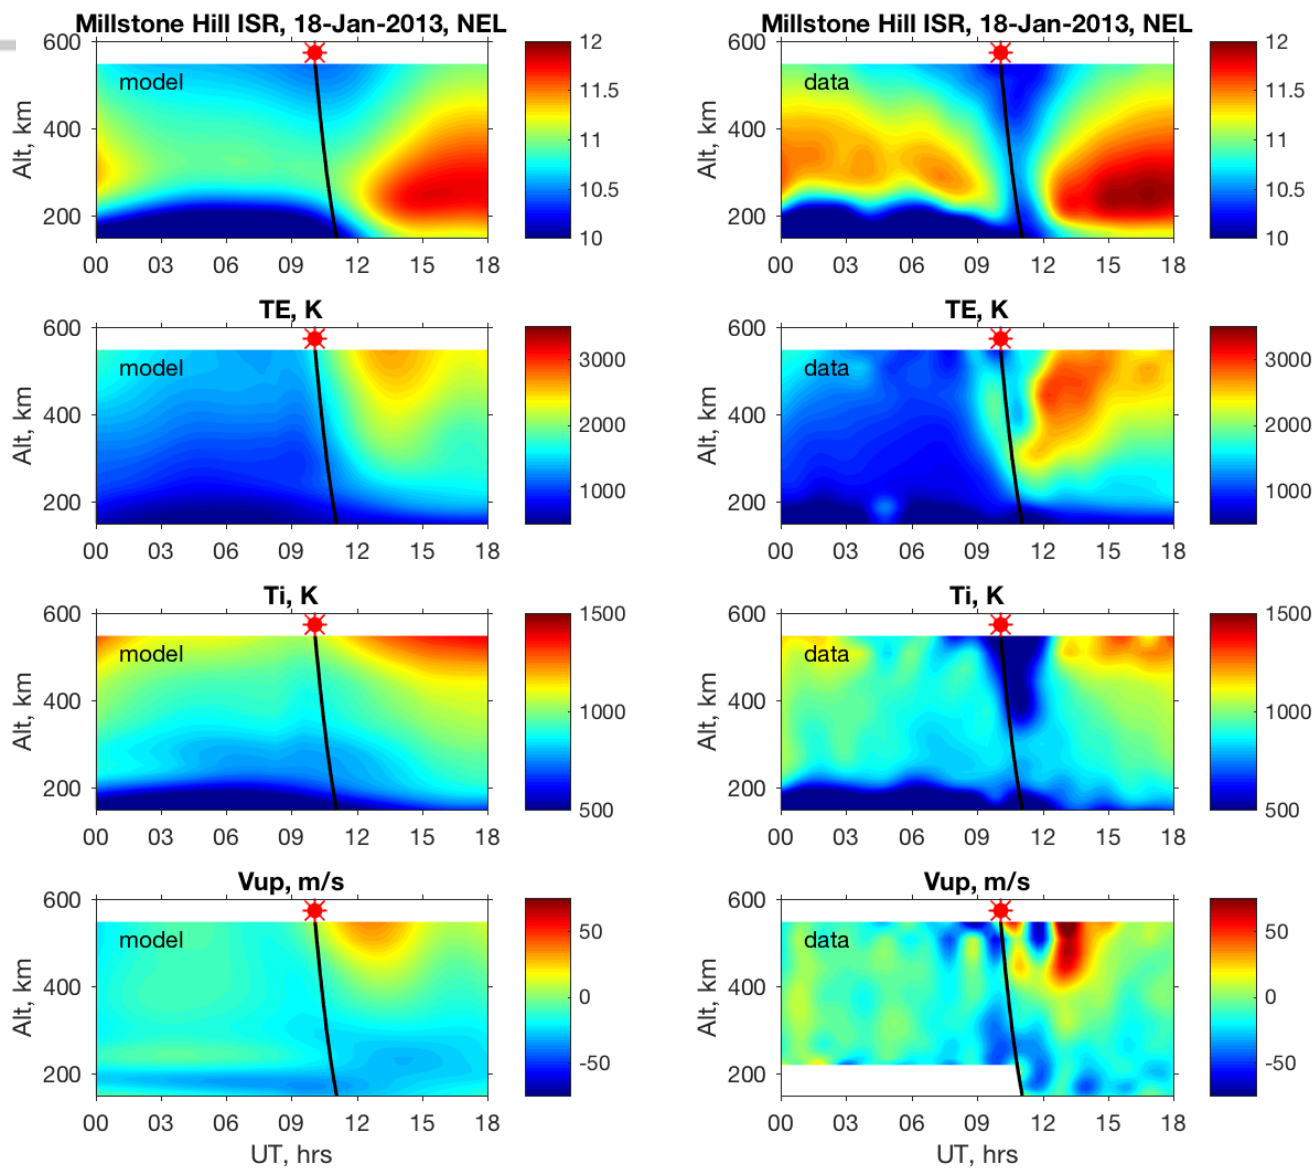 Millstone Hill ISR, 18-Jan-2013, NEL
600
400
200
Alt, km
model
00 03 06 09 12 15 18
12
11.5
11
10.5
10
Millstone Hill ISR, 18-Jan-2013, NEL
600
400
200
Alt, km
data
00 03 06 09 12 15 18
12
11.5
11
10.5
10
TE, K
600
400
200
Alt, km
model
00 03 06 09 12 15 18
3000
2000
1000
TE, K
600
400
200
Alt, km
data
00 03 06 09 12 15 18
3000
2000
1000
Ti, K
600
400
200
Alt, km
model
00 03 06 09 12 15 18
1500
1000
500
Ti, K
600
400
200
Alt, km
data
00 03 06 09 12 15 18
1500
1000
500
Vup, m/s
600
400
200
Alt, km
model
00 03 06 09 12 15 18
UT, hrs
50
0
-50
Vup, m/s
600
400
200
Alt, km
data
00 03 06 09 12 15 18
UT, hrs
50
0
-50